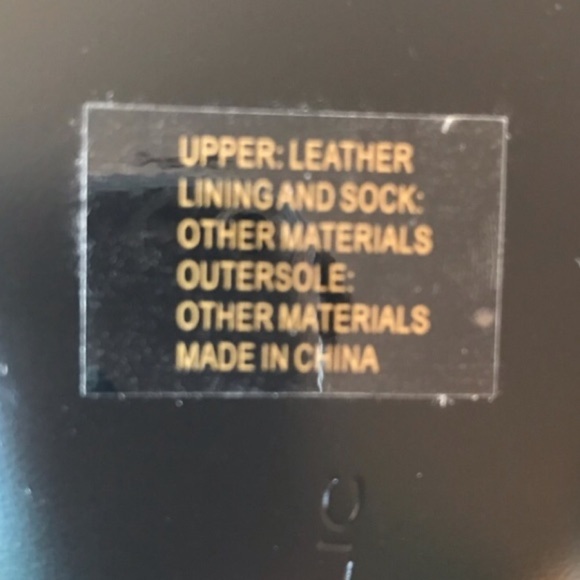 UPPER: LEATHER
LINING AND SOCK:
OTHER MATERIALS
OUTERSOLE:
OTHER MATERIALS
MADE IN CHINA